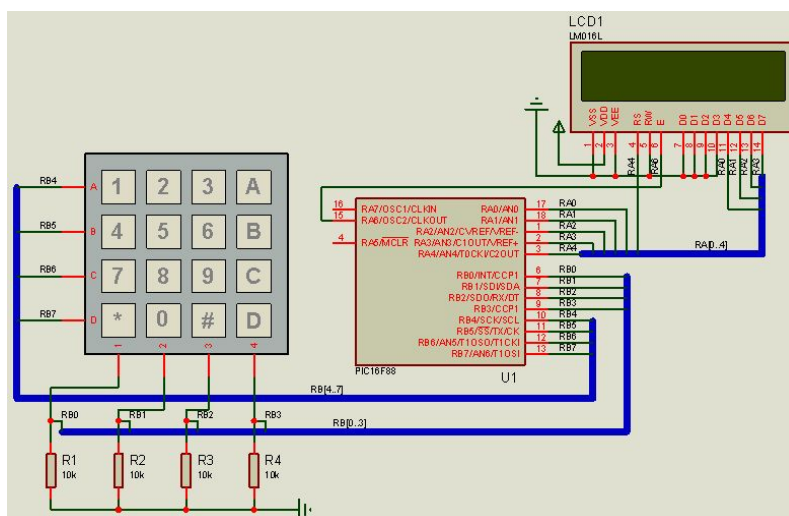 LCD1
LM016L
VSS VDD VEE RS RW E D0 D1 D2 D3 D4 D5 D6 D7
1 2 3 4 5 6 7 8 9 10 11 12 13 14
RA4 RA6 RA0 RA1 RA2 RA3
1 2 3 A
4 5 6 B
7 8 9 C
* 0 # D
RB4 A
RB5 B
RB6 C
RB7 D
1 2 3 4
16 RA7/OSC1/CLKIN RA0/AN0 17 RA0
15 RA6/OSC2/CLKOUT RA1/AN1 18 RA1
RA2/AN2/CVREF/VREF- 1 RA2
4 RA5/MCLR RA3/AN3/C1OUT/VREF+ 2 RA3
RA4/AN4/T0CKI/C2OUT 3 RA4
RA[0..4]
RB0/INT/CCP1 6 RB0
RB1/SDI/SDA 7 RB1
RB2/SDO/RX/DT 8 RB2
RB3/CCP1 9 RB3
RB4/SCK/SCL 10 RB4
RB5/SS/TX/CK 11 RB5
RB6/AN5/T1OSO/T1CKI 12 RB6
RB7/AN6/T1OSI 13 RB7
PIC16F88
U1
RB[4..7]
RB0 RB1 RB2 RB3
RB[0..3]
R1 R2 R3 R4
10k 10k 10k 10k